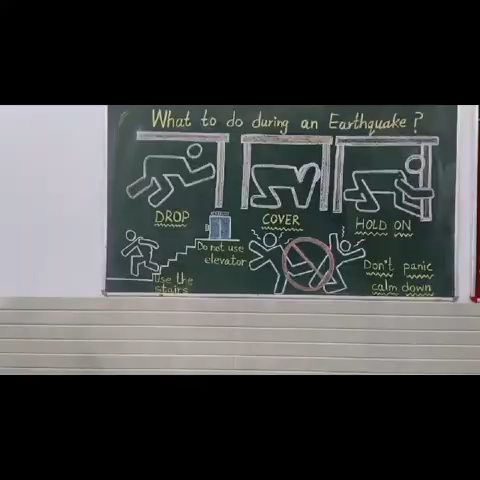 What to do during an Earthquake?
DROP
COVER
HOLD ON
Use the
stairs
Do not use
elevator
Don't panic
calm down